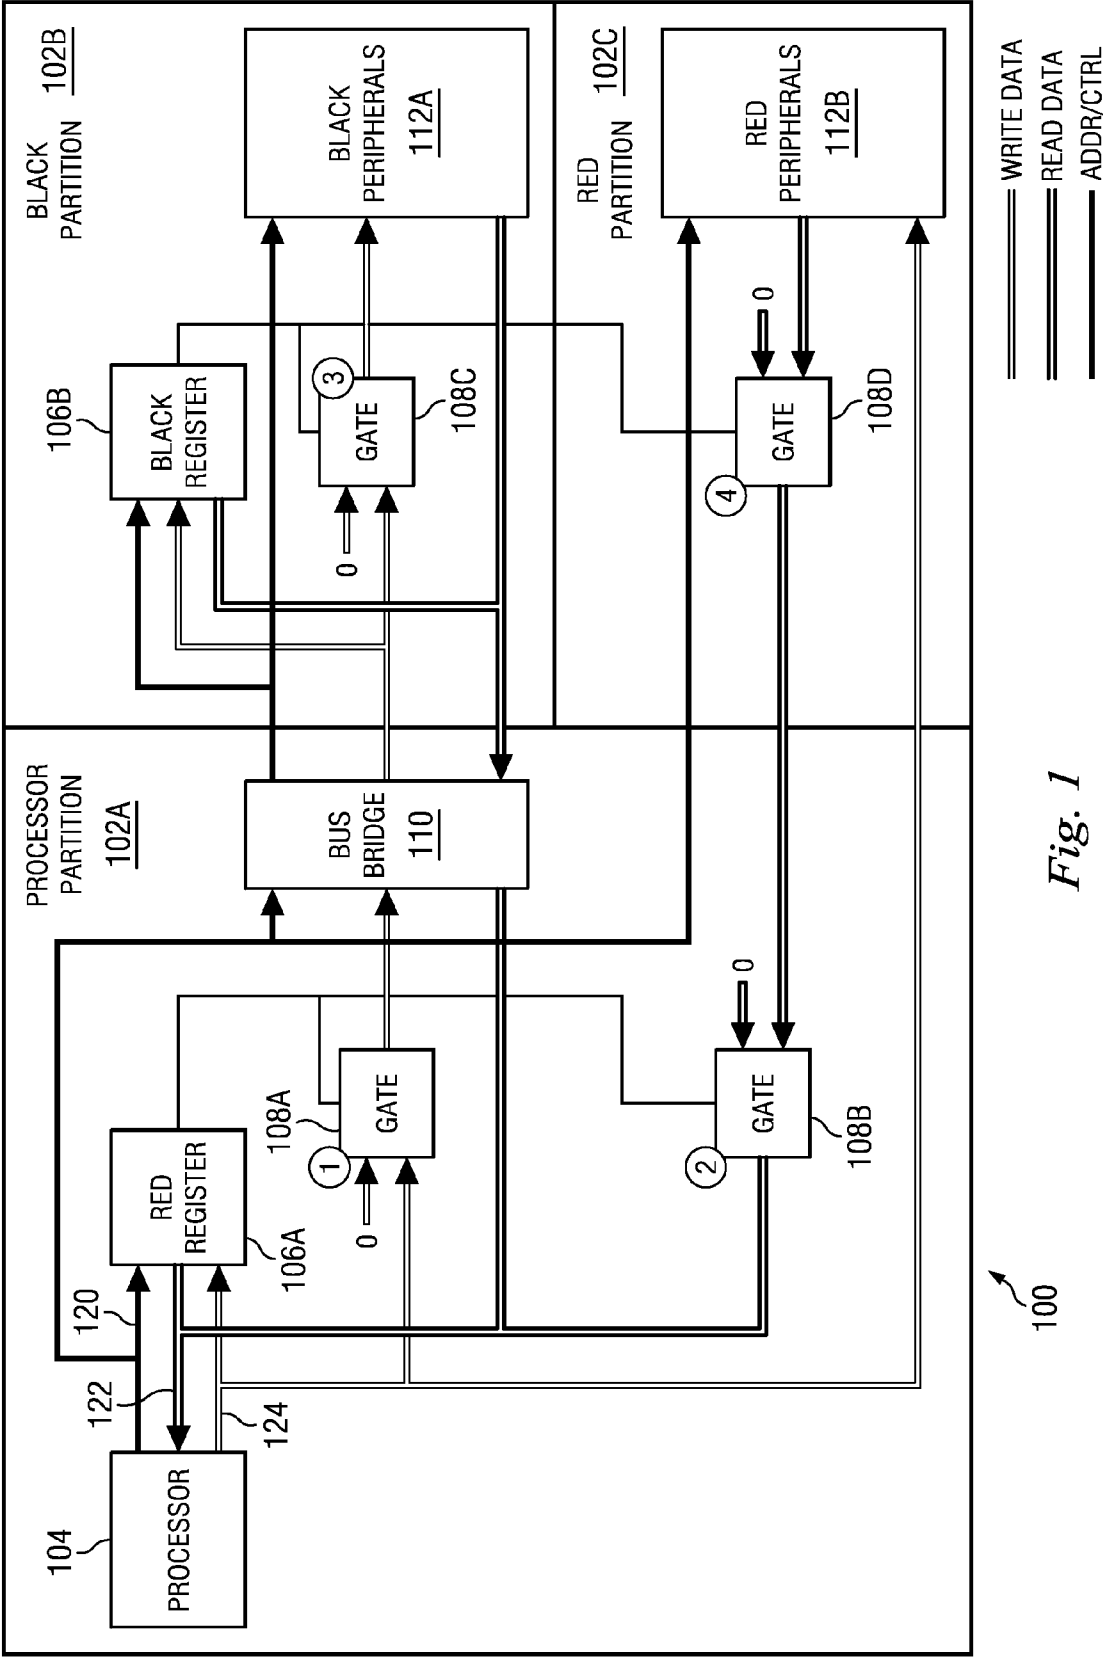 PROCESSOR
PARTITION
102A
BLACK
PARTITION
102B
104
PROCESSOR
120
122
124
RED
REGISTER
106A
106B
BLACK
REGISTER
108A
1
GATE
0
BUS
BRIDGE
110
3
GATE
108C
0
BLACK
PERIPHERALS
112A
RED
PARTITION
102C
2
GATE
108B
0
4
GATE
108D
0
RED
PERIPHERALS
112B
100
Fig. 1
WRITE DATA
READ DATA
ADDR/CTRL